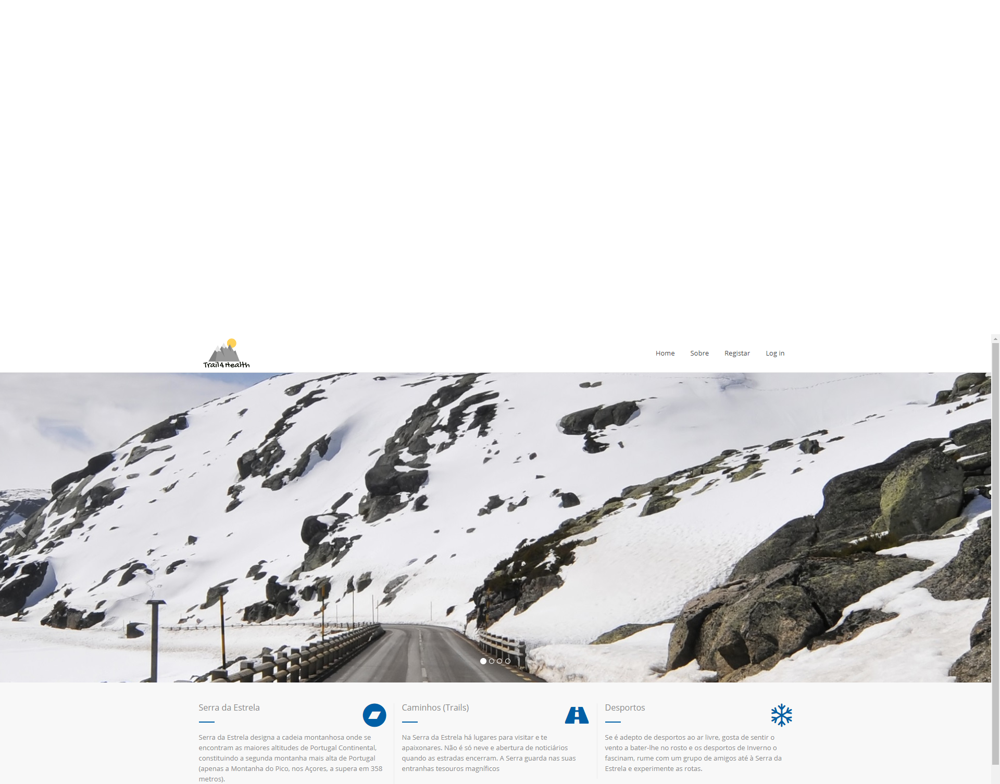 Trail4Health
Home Sobre Registar Log in
Serra da Estrela
Serra da Estrela designa a cadeia montanhosa onde se
encontram as maiores altitudes de Portugal Continental,
constituindo a segunda montanha mais alta de Portugal
(apenas a Montanha do Pico, nos Açores, a supera em 358
metros).
Caminhos (Trails)
Na Serra da Estrela há lugares para visitar e te
apaixonares. Não é só neve e abertura de noticiários
quando as estradas encerram. A Serra guarda nas suas
entranhas tesouros magníficos
Desportos
Se é adepto de desportos ao ar livre, gosta de sentir o
vento a bater-lhe no rosto e os desportos de Inverno o
fascinam, rume com um grupo de amigos até à Serra da
Estrela e experimente as rotas.